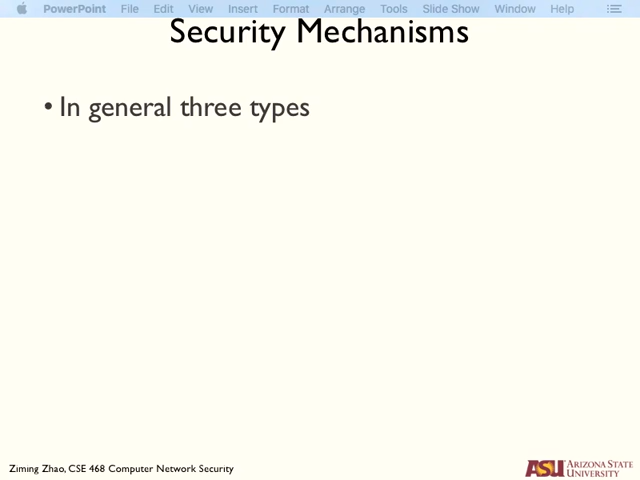 PowerPoint File Edit View Insert Format Arrange Tools Slide Show Window Help
Security Mechanisms
• In general three types
Ziming Zhao, CSE 468 Computer Network Security
ASU ARIZONA STATE
UNIVERSITY